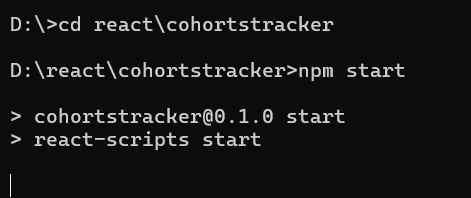 D:\>cd react\cohortstracker
D:\react\cohortstracker>npm start
> cohortstracker@0.1.0 start
> react-scripts start